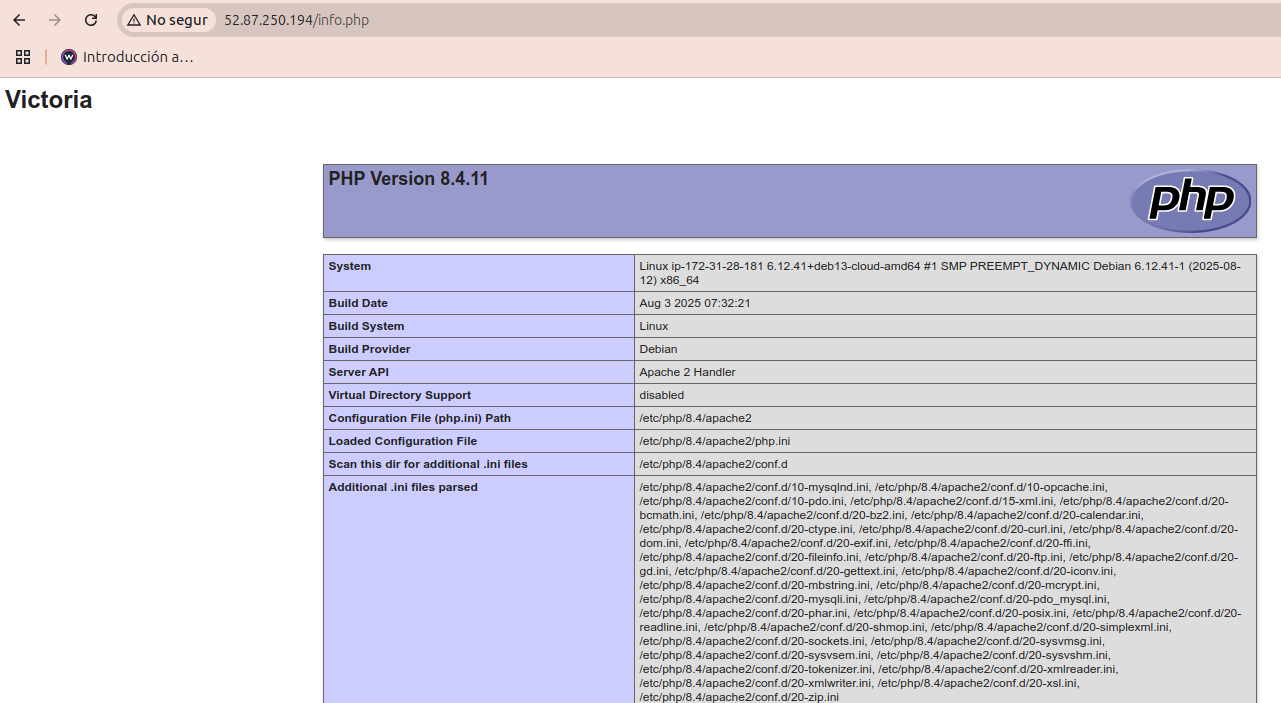 No segur 52.87.250.194/info.php
Introducción a…
Victoria
PHP Version 8.4.11
php
System Linux ip-172-31-28-181 6.12.41+deb13-cloud-amd64 #1 SMP PREEMPT_DYNAMIC Debian 6.12.41-1 (2025-08-
12) x86_64
Build Date Aug 3 2025 07:32:21
Build System Linux
Build Provider Debian
Server API Apache 2 Handler
Virtual Directory Support disabled
Configuration File (php.ini) Path /etc/php/8.4/apache2
Loaded Configuration File /etc/php/8.4/apache2/php.ini
Scan this dir for additional .ini files /etc/php/8.4/apache2/conf.d
Additional .ini files parsed /etc/php/8.4/apache2/conf.d/10-mysqlnd.ini, /etc/php/8.4/apache2/conf.d/10-opcache.ini,
/etc/php/8.4/apache2/conf.d/10-pdo.ini, /etc/php/8.4/apache2/conf.d/15-xml.ini, /etc/php/8.4/apache2/conf.d/20-
bcmath.ini, /etc/php/8.4/apache2/conf.d/20-bz2.ini, /etc/php/8.4/apache2/conf.d/20-calendar.ini,
/etc/php/8.4/apache2/conf.d/20-ctype.ini, /etc/php/8.4/apache2/conf.d/20-curl.ini, /etc/php/8.4/apache2/conf.d/20-
dom.ini, /etc/php/8.4/apache2/conf.d/20-exif.ini, /etc/php/8.4/apache2/conf.d/20-ffi.ini,
/etc/php/8.4/apache2/conf.d/20-fileinfo.ini, /etc/php/8.4/apache2/conf.d/20-ftp.ini, /etc/php/8.4/apache2/conf.d/20-
gd.ini, /etc/php/8.4/apache2/conf.d/20-gettext.ini, /etc/php/8.4/apache2/conf.d/20-iconv.ini,
/etc/php/8.4/apache2/conf.d/20-mbstring.ini, /etc/php/8.4/apache2/conf.d/20-mcrypt.ini,
/etc/php/8.4/apache2/conf.d/20-mysqli.ini, /etc/php/8.4/apache2/conf.d/20-pdo_mysql.ini,
/etc/php/8.4/apache2/conf.d/20-phar.ini, /etc/php/8.4/apache2/conf.d/20-posix.ini, /etc/php/8.4/apache2/conf.d/20-
readline.ini, /etc/php/8.4/apache2/conf.d/20-shmop.ini, /etc/php/8.4/apache2/conf.d/20-simplexml.ini,
/etc/php/8.4/apache2/conf.d/20-sockets.ini, /etc/php/8.4/apache2/conf.d/20-sysvmsg.ini,
/etc/php/8.4/apache2/conf.d/20-sysvsem.ini, /etc/php/8.4/apache2/conf.d/20-sysvshm.ini,
/etc/php/8.4/apache2/conf.d/20-tokenizer.ini, /etc/php/8.4/apache2/conf.d/20-xmlreader.ini,
/etc/php/8.4/apache2/conf.d/20-xmlwriter.ini, /etc/php/8.4/apache2/conf.d/20-xsl.ini,
/etc/php/8.4/apache2/conf.d/20-zip.ini